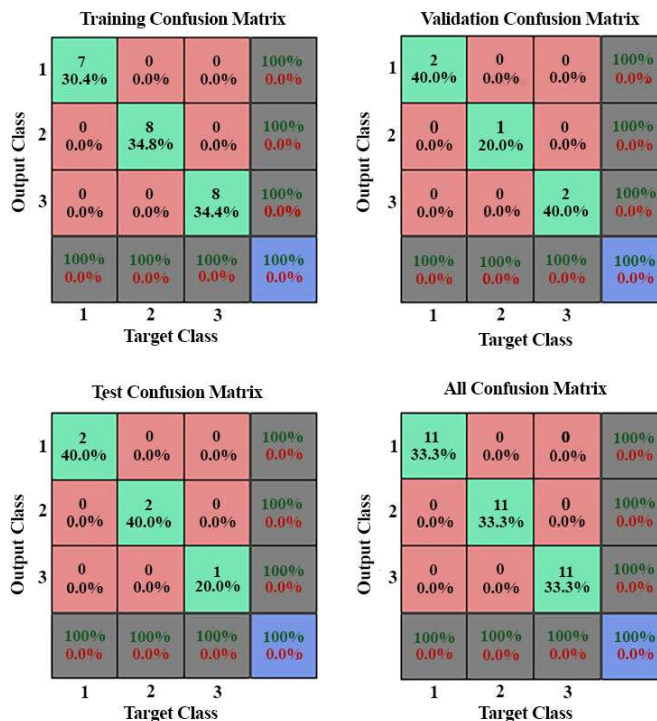 Training Confusion Matrix
Output Class
1
7 0 0 100%
30.4% 0.0% 0.0% 0.0%
2
0 8 0 100%
0.0% 34.8% 0.0% 0.0%
3
0 0 8 100%
0.0% 0.0% 34.4% 0.0%
100% 100% 100% 100%
0.0% 0.0% 0.0% 0.0%
1 2 3
Target Class
Validation Confusion Matrix
Output Class
1
2 0 0 100%
40.0% 0.0% 0.0% 0.0%
2
0 1 0 100%
0.0% 20.0% 0.0% 0.0%
3
0 0 2 100%
0.0% 0.0% 40.0% 0.0%
100% 100% 100% 100%
0.0% 0.0% 0.0% 0.0%
1 2 3
Target Class
Test Confusion Matrix
Output Class
1
2 0 0 100%
40.0% 0.0% 0.0% 0.0%
2
0 2 0 100%
0.0% 40.0% 0.0% 0.0%
3
0 0 1 100%
0.0% 0.0% 20.0% 0.0%
100% 100% 100% 100%
0.0% 0.0% 0.0% 0.0%
1 2 3
Target Class
All Confusion Matrix
Output Class
1
11 0 0 100%
33.3% 0.0% 0.0% 0.0%
2
0 11 0 100%
0.0% 33.3% 0.0% 0.0%
3
0 0 11 100%
0.0% 0.0% 33.3% 0.0%
100% 100% 100% 100%
0.0% 0.0% 0.0% 0.0%
1 2 3
Target Class